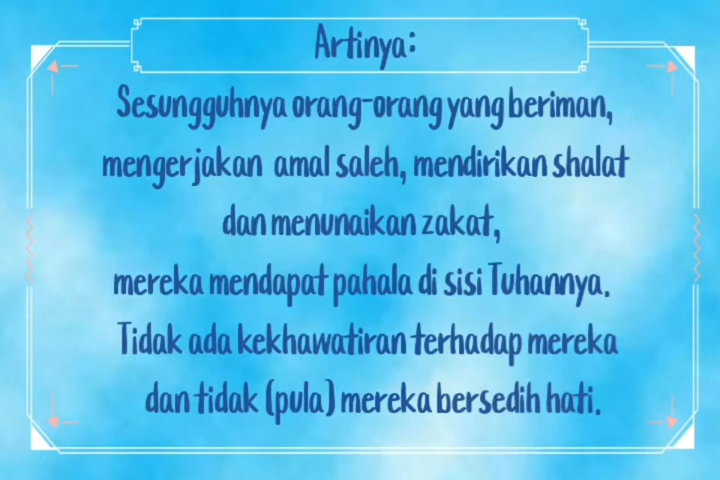 Artinya:
Sesungguhnya orang-orang yang beriman,
mengerjakan amal saleh, mendirikan shalat
dan menunaikan zakat,
mereka mendapat pahala di sisi Tuhannya.
Tidak ada kekhawatiran terhadap mereka
dan tidak (pula) mereka bersedih hati.